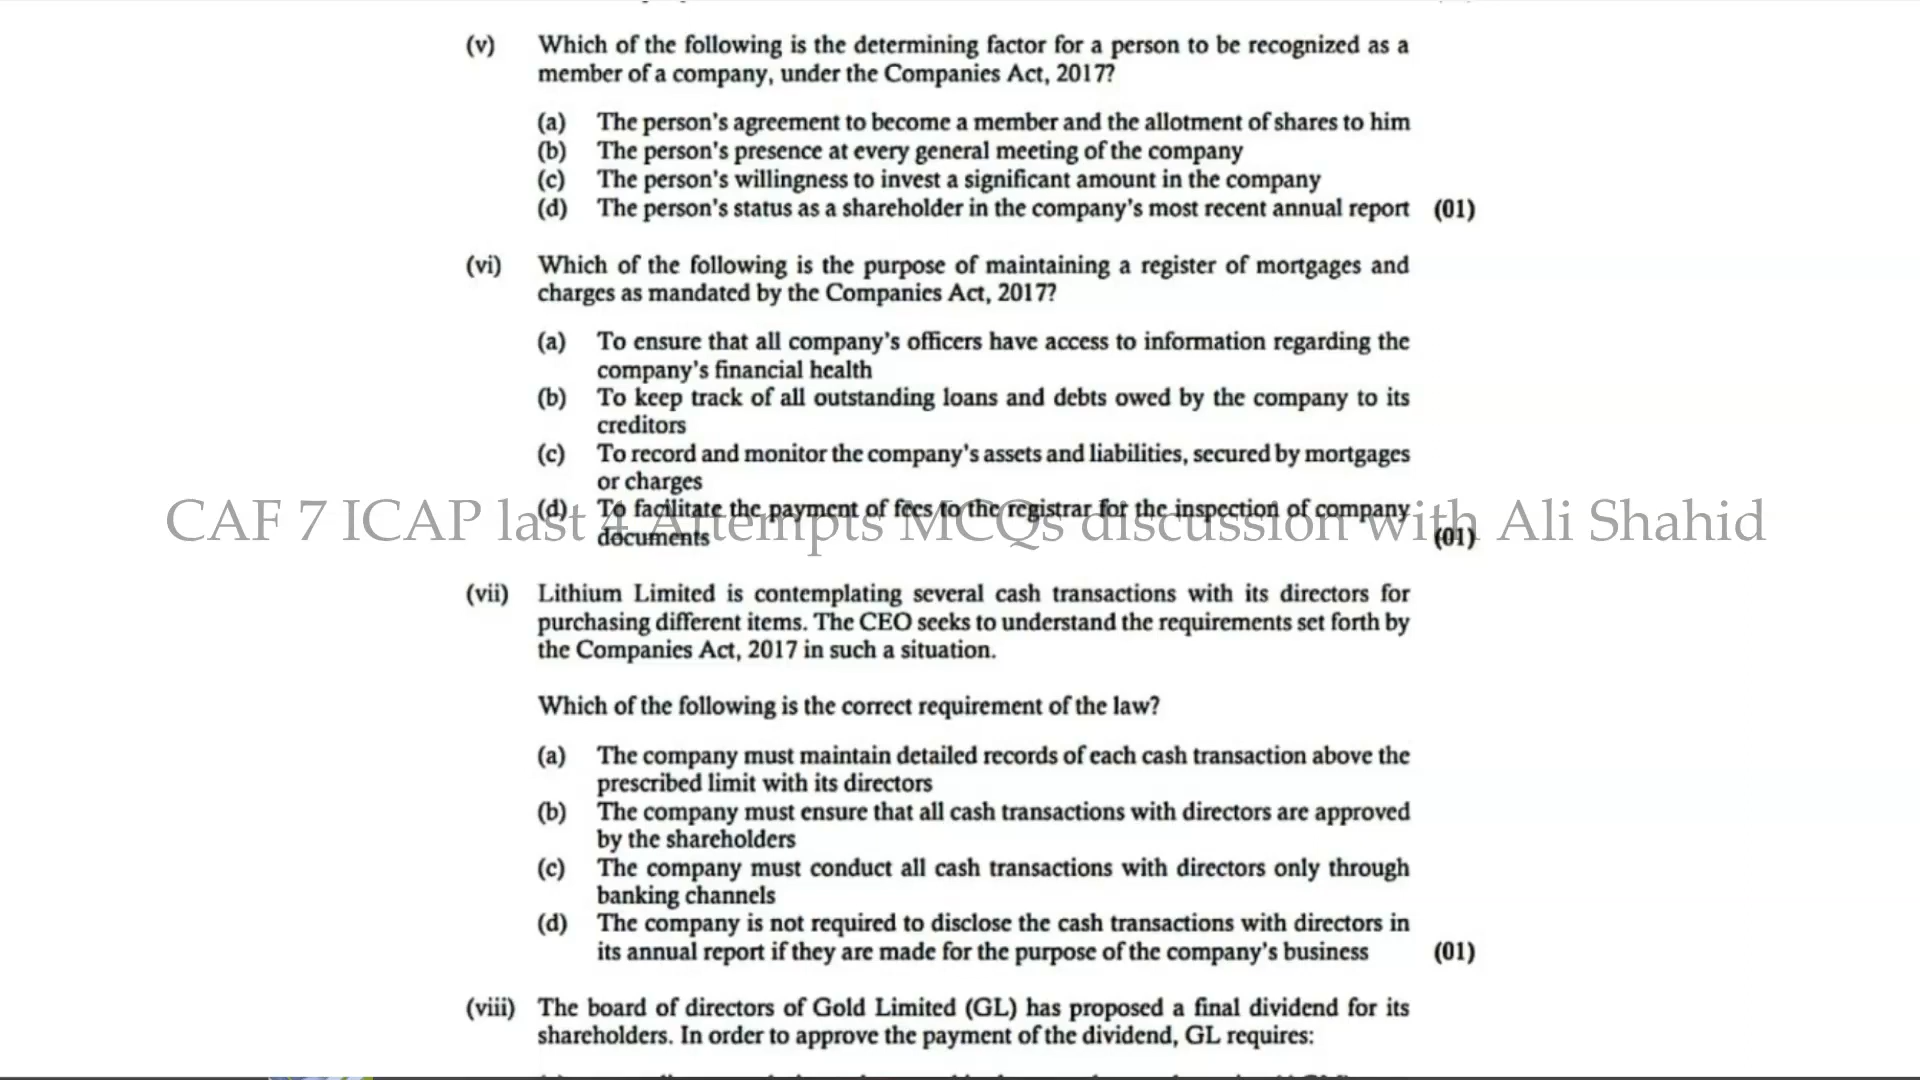 (v) Which of the following is the determining factor for a person to be recognized as a
member of a company, under the Companies Act, 2017?
(a) The person's agreement to become a member and the allotment of shares to him
(b) The person's presence at every general meeting of the company
(c) The person's willingness to invest a significant amount in the company
(d) The person's status as a shareholder in the company's most recent annual report (01)
(vi) Which of the following is the purpose of maintaining a register of mortgages and
charges as mandated by the Companies Act, 2017?
(a) To ensure that all company's officers have access to information regarding the
company's financial health
(b) To keep track of all outstanding loans and debts owed by the company to its
creditors
(c) To record and monitor the company's assets and liabilities, secured by mortgages
or charges
(d) To facilitate the payment of fees to the registrar for the inspection of company
documents (01)
CAF 7 ICAP last 4 Attempts MCQs discussion with Ali Shahid
(vii) Lithium Limited is contemplating several cash transactions with its directors for
purchasing different items. The CEO seeks to understand the requirements set forth by
the Companies Act, 2017 in such a situation.
Which of the following is the correct requirement of the law?
(a) The company must maintain detailed records of each cash transaction above the
prescribed limit with its directors
(b) The company must ensure that all cash transactions with directors are approved
by the shareholders
(c) The company must conduct all cash transactions with directors only through
banking channels
(d) The company is not required to disclose the cash transactions with directors in
its annual report if they are made for the purpose of the company's business (01)
(viii) The board of directors of Gold Limited (GL) has proposed a final dividend for its
shareholders. In order to approve the payment of the dividend, GL requires: